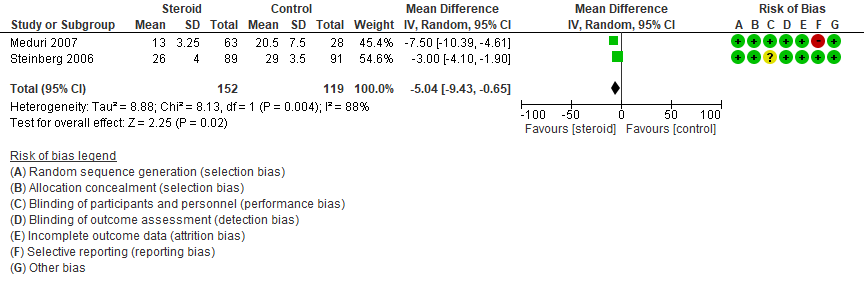 Steroid Control Mean Difference Mean Difference Risk of Bias
Study or Subgroup Mean SD Total Mean SD Total Weight IV, Random, 95% CI IV, Random, 95% CI A B C D E F G
Meduri 2007 13 3.25 63 20.5 7.5 28 45.4% -7.50 [-10.39, -4.61] + + + + + - +
Steinberg 2006 26 4 89 29 3.5 91 54.6% -3.00 [-4.10, -1.90] + + ? + + + +
Total (95% CI) 152 119 100.0% -5.04 [-9.43, -0.65]
Heterogeneity: Tau² = 8.88; Chi² = 8.13, df = 1 (P = 0.004); I² = 88%
Test for overall effect: Z = 2.25 (P = 0.02)
-100 -50 0 50 100
Favours [steroid] Favours [control]
Risk of bias legend
(A) Random sequence generation (selection bias)
(B) Allocation concealment (selection bias)
(C) Blinding of participants and personnel (performance bias)
(D) Blinding of outcome assessment (detection bias)
(E) Incomplete outcome data (attrition bias)
(F) Selective reporting (reporting bias)
(G) Other bias